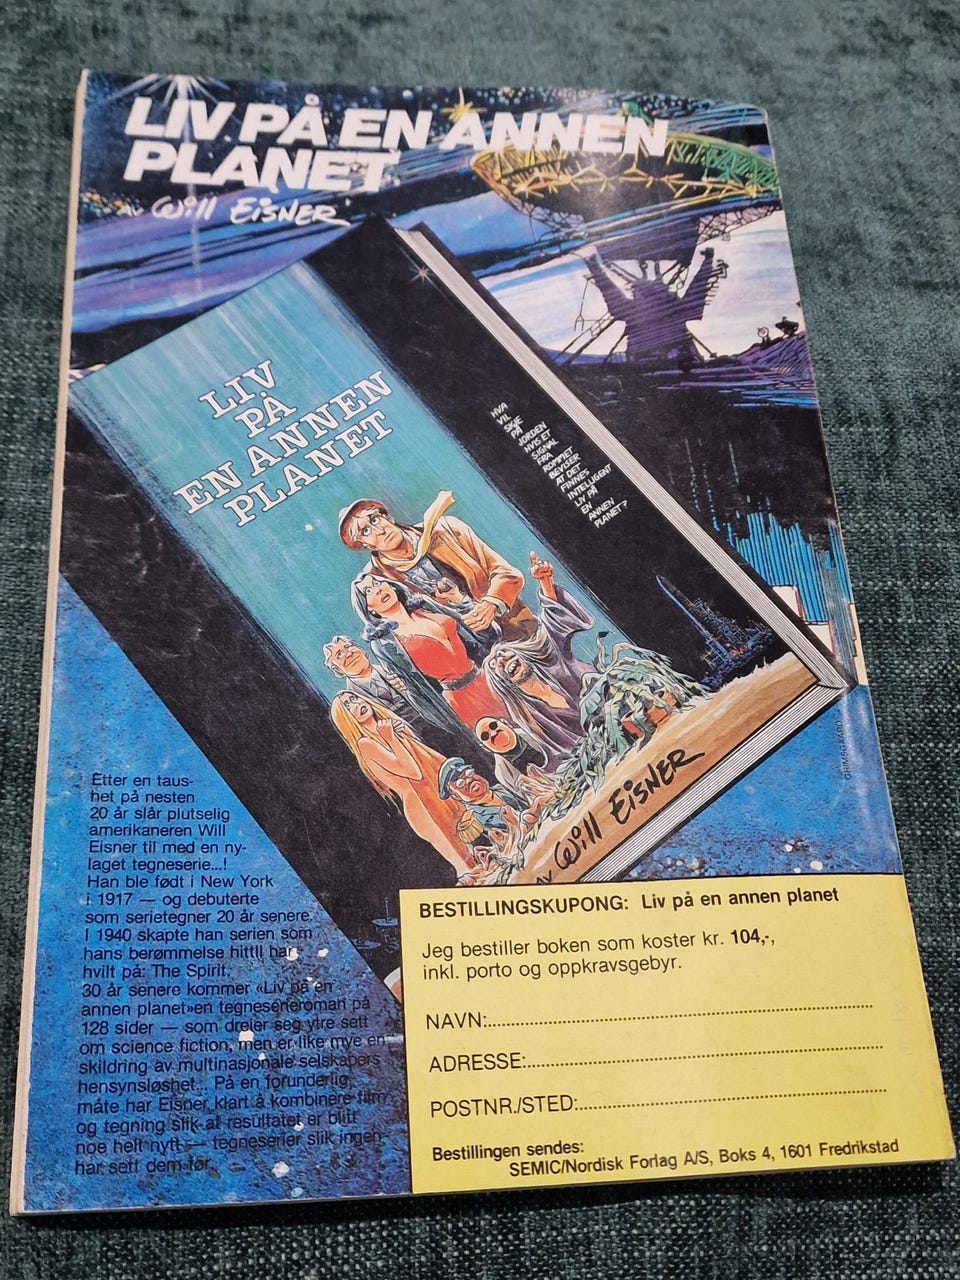 LIV PÅ EN ANNEN
PLANET
AV Will EISNER
LIV
PÅ
EN ANNEN
PLANET
HVA
VIL
SKJE
PÅ
JORDEN
HVIS ET
SIGNAL
FRA
ROMMET
BEVISER
AT DET
FINNES
INTELLIGENT
LIV PÅ
EN
ANNEN
PLANET?
AV Will EISNER
GRIMSGAARD
Etter en taus-
het på nesten
20 år slår plutselig
amerikaneren Will
Eisner til med en ny-
laget tegneserie...!
Han ble født i New York
i 1917 — og debuterte
som serietegner 20 år senere.
I 1940 skapte han serien som
hans berømmelse hittil har
hvilt på: The Spirit.
30 år senere kommer «Liv på en
annen planet»en tegneserieroman på
128 sider — som dreier seg ytre sett
om science fiction, men er like mye en
skildring av multinasjonale selskapers
hensynsløshet... På en forunderlig
måte har Eisner klart å kombinere film
og tegning slik at resultatet er blitt
noe helt nytt — tegneserier slik ingen
har sett dem før.
BESTILLINGSKUPONG: Liv på en annen planet
Jeg bestiller boken som koster kr. 104,-,
inkl. porto og oppkravsgebyr.
NAVN:
ADRESSE:
POSTNR./STED:
Bestillingen sendes:
SEMIC/Nordisk Forlag A/S, Boks 4, 1601 Fredrikstad